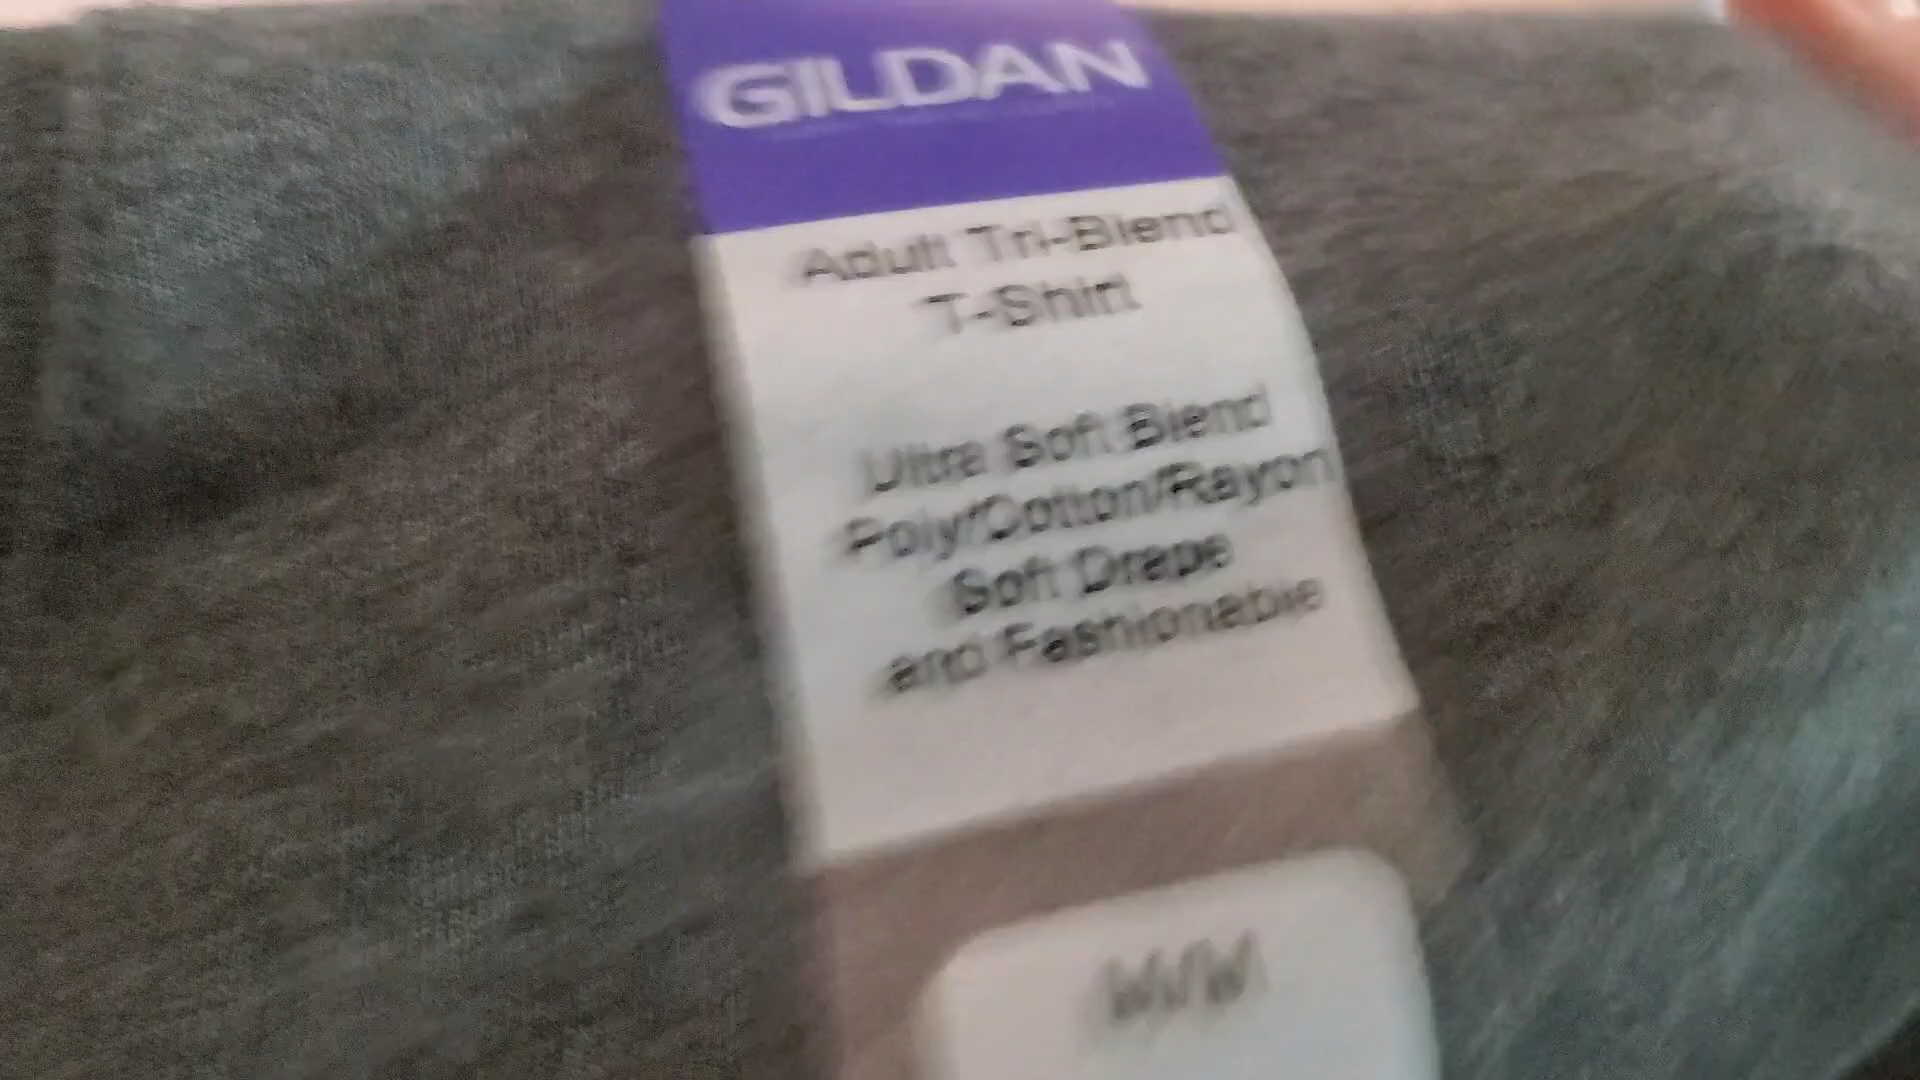 GILDAN
Adult Tri-Blend
T-Shirt
Ultra Soft Blend
Poly/Cotton/Rayon
Soft Drape
and Fashionable
M/M